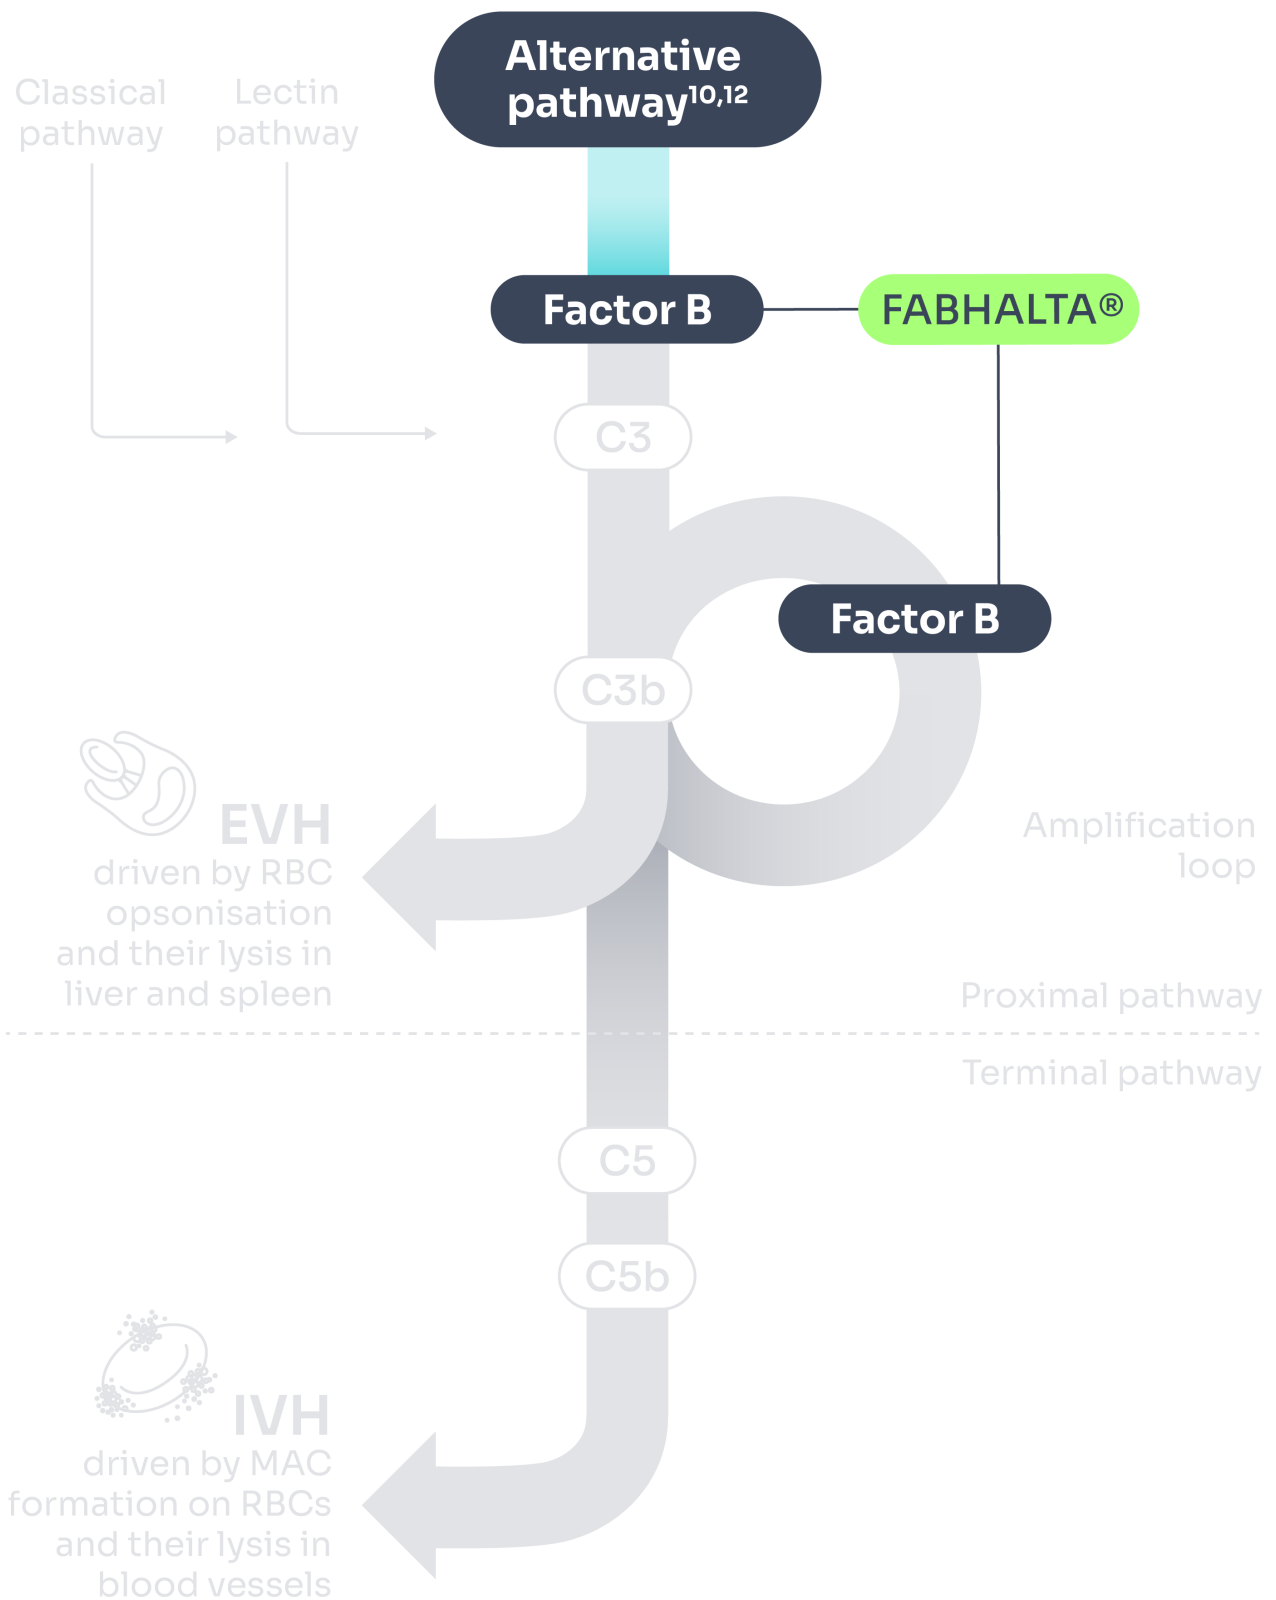 Alternative
pathway10,12
Classical
pathway
Lectin
pathway
Factor B
FABHALTA®
C3
Factor B
C3b
EVH
driven by RBC
opsonisation
and their lysis in
liver and spleen
Amplification
loop
Proximal pathway
Terminal pathway
C5
C5b
IVH
driven by MAC
formation on RBCs
and their lysis in
blood vessels